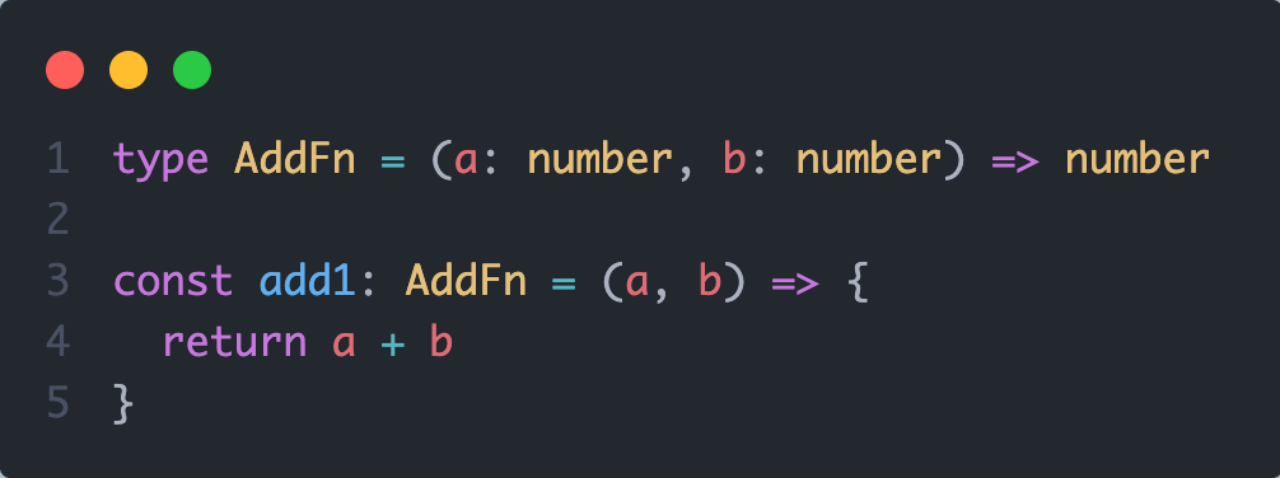 1 type AddFn = (a: number, b: number) => number
2
3 const add1: AddFn = (a, b) => {
4   return a + b
5 }